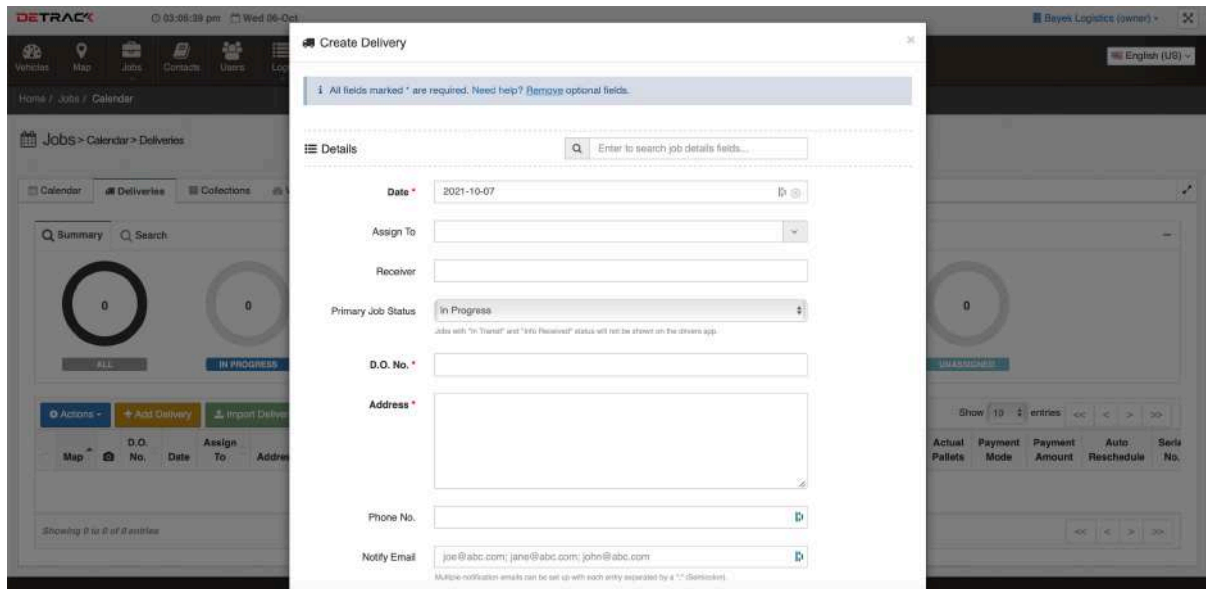 DETRACK
03:06:39 pm Wed 06-Oct
Bayek Logistics (owner)
Vehicles Map Jobs Contacts Users
English (US)
Home / Jobs / Calendar
Jobs > Calendar > Deliveries
Calendar Deliveries Collections
Summary Search
0 0 0
ALL IN PROGRESS UNASSIGNED
Actions + Add Delivery Import
Show 10 entries << < > >>
Map D.O. No. Date Assign To
Actual Pallets Payment Mode Payment Amount Auto Reschedule No.
Showing 0 to 0 of 0 entries
<< < > >>
Create Delivery ×
i All fields marked * are required. Need help? Remove optional fields.
Details
Enter to search job details fields...
Date * 2021-10-07
Assign To
Receiver
Primary Job Status In Progress
Jobs with "In Transit" and "Info Received" status will not be shown on the drivers app.
D.O. No. *
Address *
Phone No.
Notify Email joe@abc.com; jane@abc.com; john@abc.com
Multiple notification emails can be set up with each entry separated by a ";" (Semicolon).